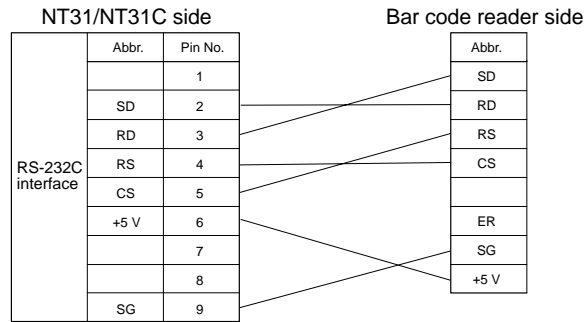 NT31/NT31C side
Bar code reader side
Abbr. Pin No.
Abbr.
1
SD
SD 2
RD
RD 3
RS
RS 4
CS
RS-232C
interface
CS 5
+5 V 6
ER
7
SG
8
+5 V
SG 9